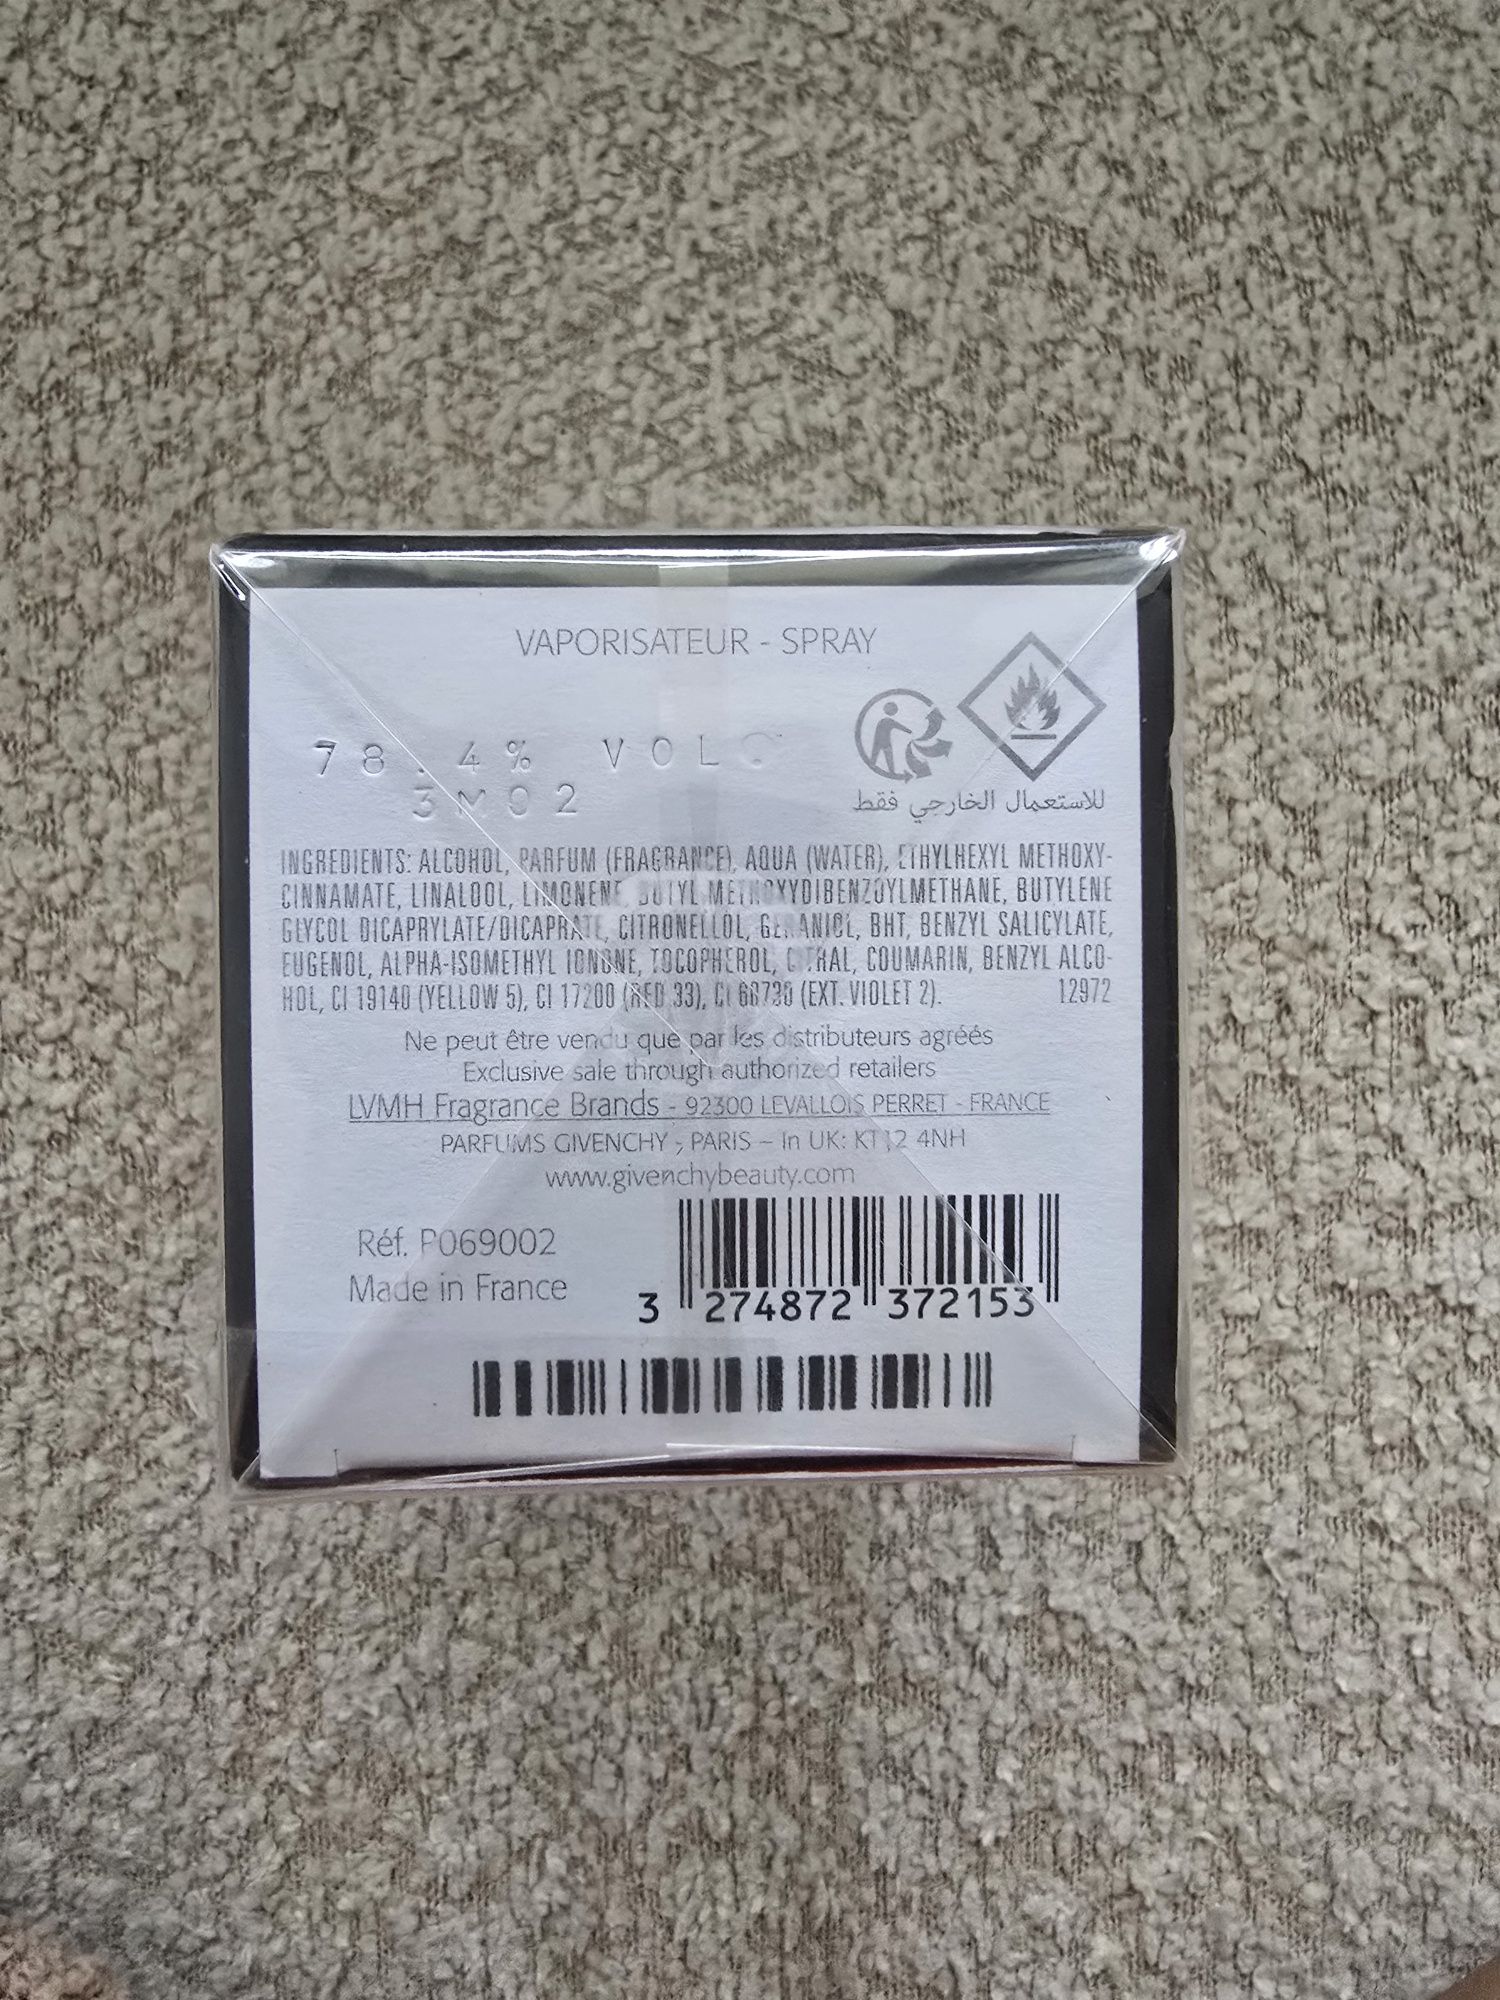 VAPORISATEUR - SPRAY
78.4% VOL
3M02
للاستعمال الخارجي فقط
INGREDIENTS: ALCOHOL, PARFUM (FRAGRANCE), AQUA (WATER), ETHYLHEXYL METHOXY-
CINNAMATE, LINALOOL, LIMONENE, BUTYL METHOXYDIBENZOYLMETHANE, BUTYLENE
GLYCOL DICAPRYLATE/DICAPRATE, CITRONELLOL, GERANIOL, BHT, BENZYL SALICYLATE,
EUGENOL, ALPHA-ISOMETHYL IONONE, TOCOPHEROL, CITRAL, COUMARIN, BENZYL ALCO-
HOL, CI 19140 (YELLOW 5), CI 17200 (RED 33), CI 60730 (EXT. VIOLET 2). 12972
Ne peut être vendu que par les distributeurs agréés
Exclusive sale through authorized retailers
LVMH Fragrance Brands - 92300 LEVALLOIS PERRET - FRANCE
PARFUMS GIVENCHY, PARIS – In UK: KT12 4NH
www.givenchybeauty.com
Réf. P069002
Made in France
3 274872 372153